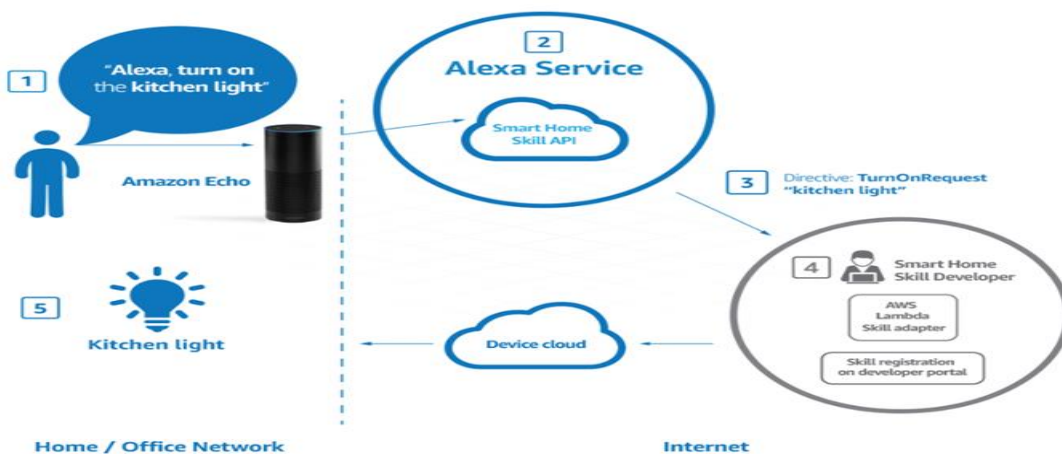 1
"Alexa, turn on
the kitchen light"
Amazon Echo
2
Alexa Service
Smart Home
Skill API
3
Directive: TurnOnRequest
"kitchen light"
4
Smart Home
Skill Developer
AWS
Lambda
Skill adapter
Skill registration
on developer portal
Device cloud
5
Kitchen light
Home / Office Network
Internet